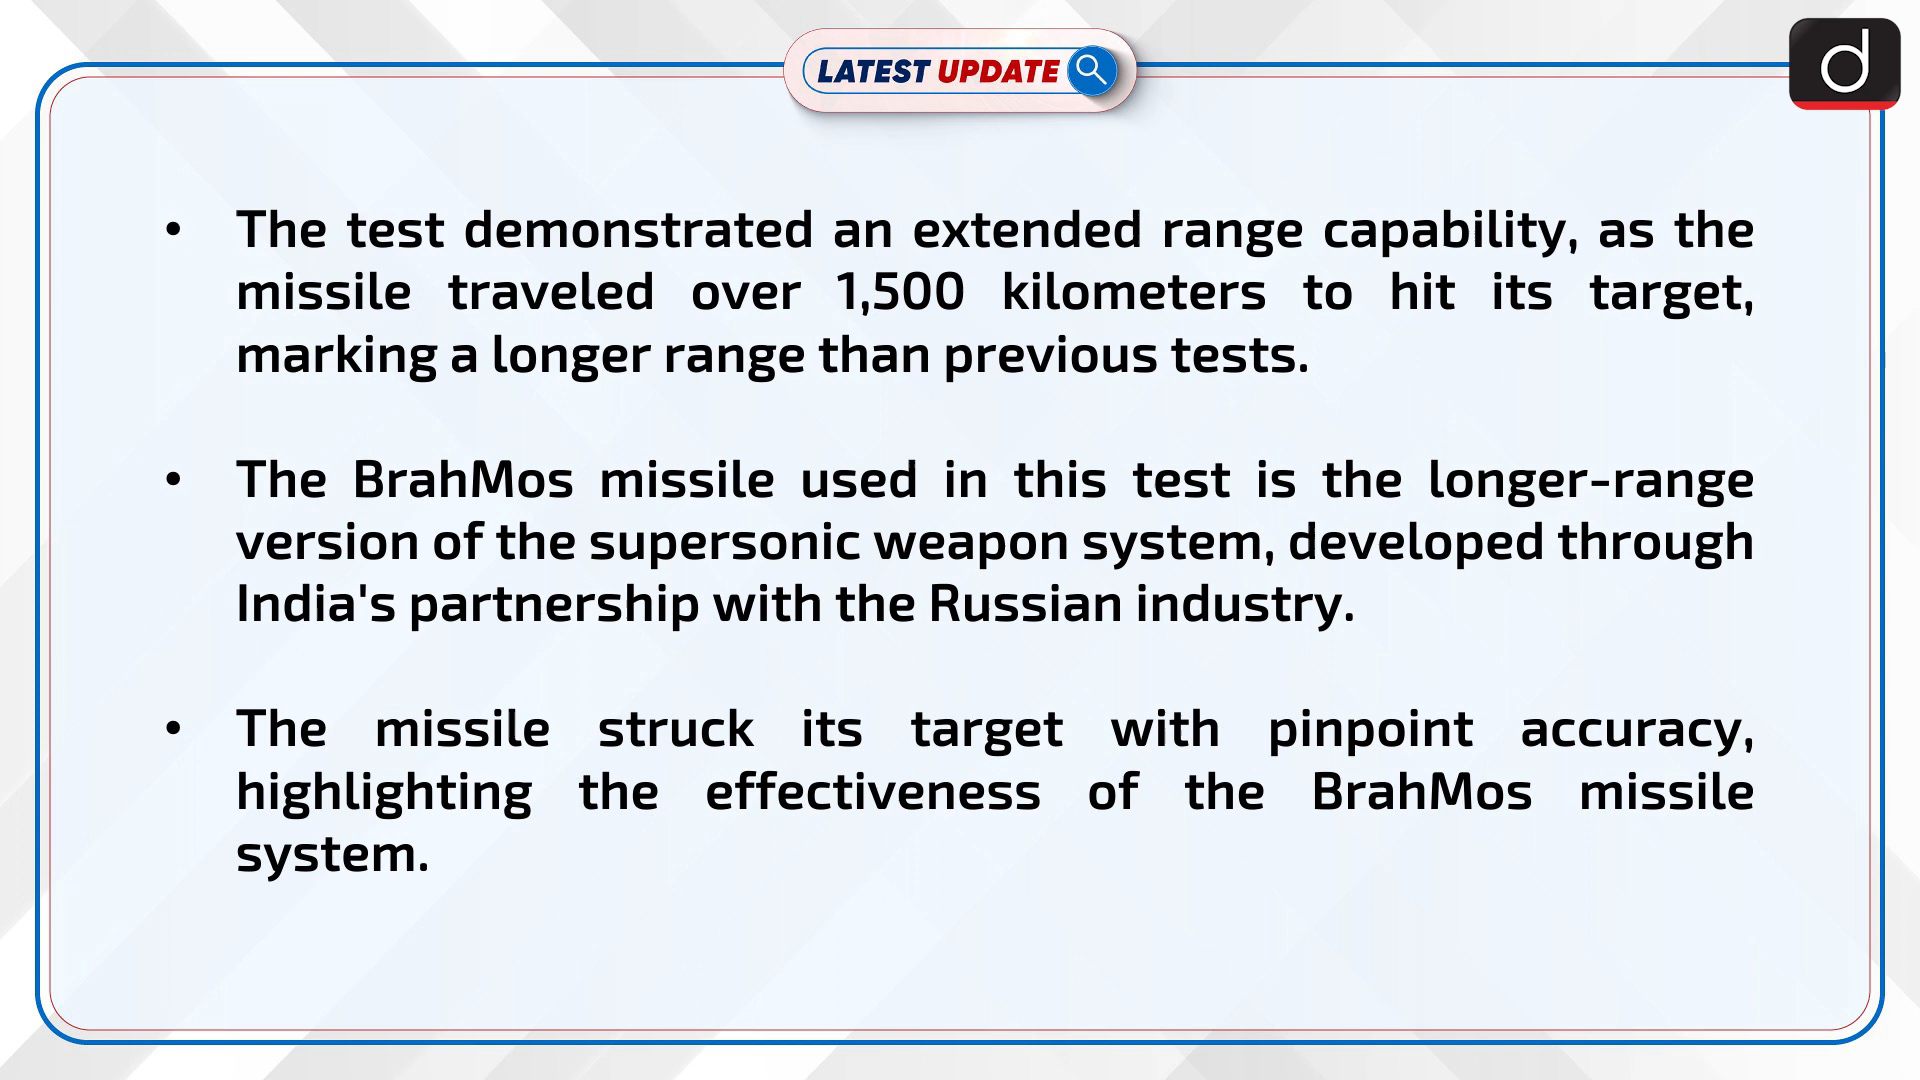 LATEST UPDATE
d
• The test demonstrated an extended range capability, as the
missile traveled over 1,500 kilometers to hit its target,
marking a longer range than previous tests.
• The BrahMos missile used in this test is the longer-range
version of the supersonic weapon system, developed through
India's partnership with the Russian industry.
• The missile struck its target with pinpoint accuracy,
highlighting the effectiveness of the BrahMos missile
system.